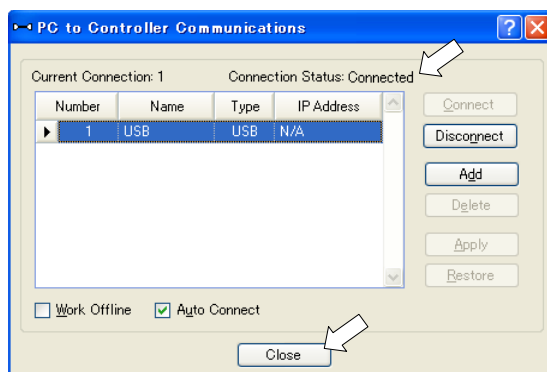 PC to Controller Communications
Current Connection: 1 Connection Status: Connected
Number Name Type IP Address
1 USB USB N/A
Connect
Disconnect
Add
Delete
Apply
Restore
Work Offline Auto Connect
Close